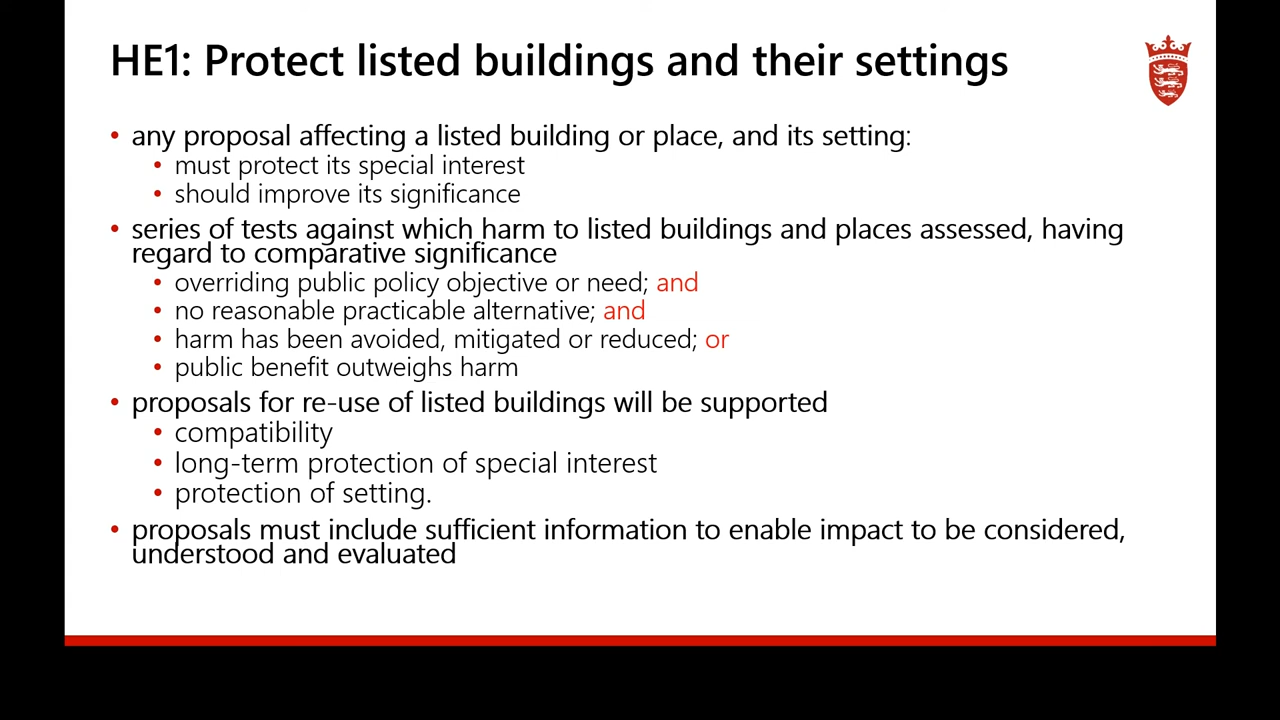 HE1: Protect listed buildings and their settings
• any proposal affecting a listed building or place, and its setting:
• must protect its special interest
• should improve its significance
• series of tests against which harm to listed buildings and places assessed, having
regard to comparative significance
• overriding public policy objective or need; and
• no reasonable practicable alternative; and
• harm has been avoided, mitigated or reduced; or
• public benefit outweighs harm
• proposals for re-use of listed buildings will be supported
• compatibility
• long-term protection of special interest
• protection of setting.
• proposals must include sufficient information to enable impact to be considered,
understood and evaluated